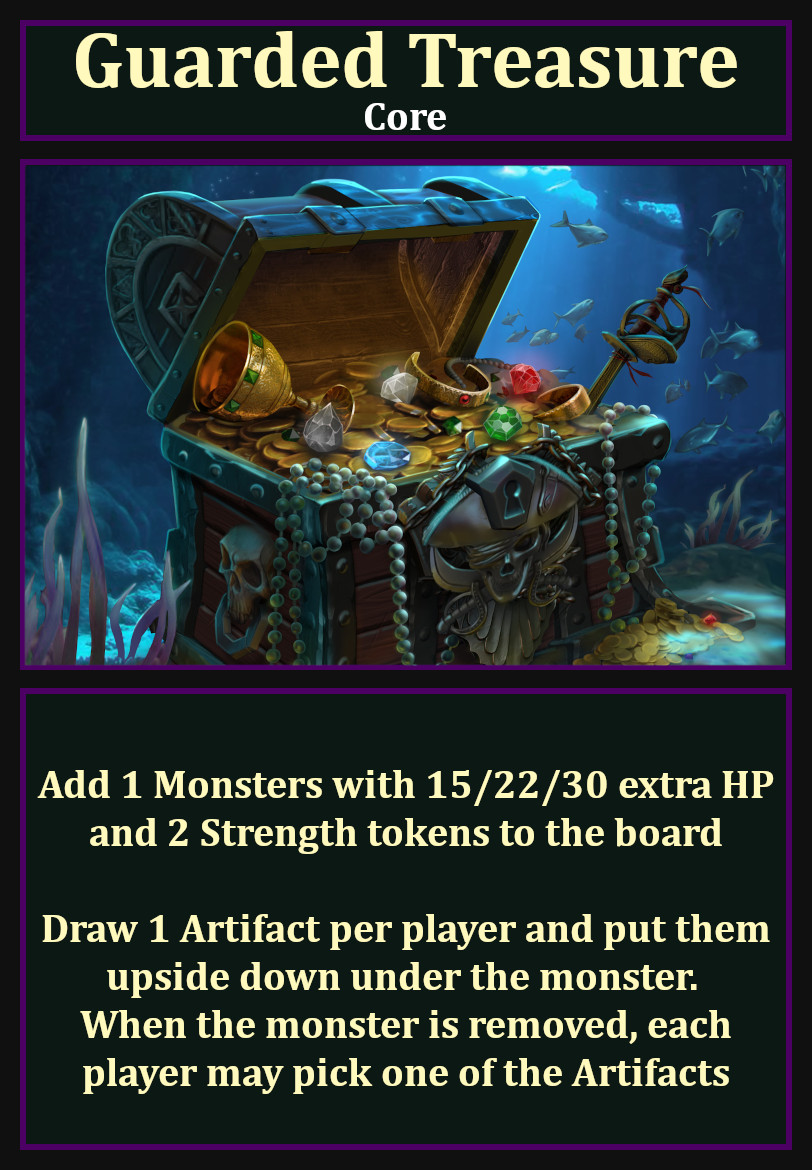 Guarded Treasure
Core
Add 1 Monsters with 15/22/30 extra HP
and 2 Strength tokens to the board
Draw 1 Artifact per player and put them
upside down under the monster.
When the monster is removed, each
player may pick one of the Artifacts